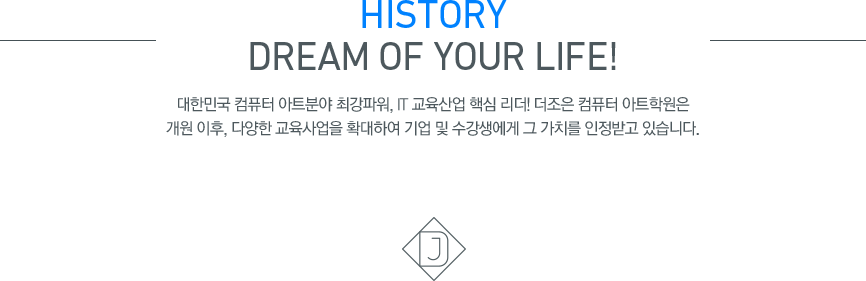 HISTORY
DREAM OF YOUR LIFE!
대한민국 컴퓨터 아트분야 최강파워, IT 교육산업 핵심 리더! 더조은 컴퓨터 아트학원은
개원 이후, 다양한 교육사업을 확대하여 기업 및 수강생에게 그 가치를 인정받고 있습니다.
J